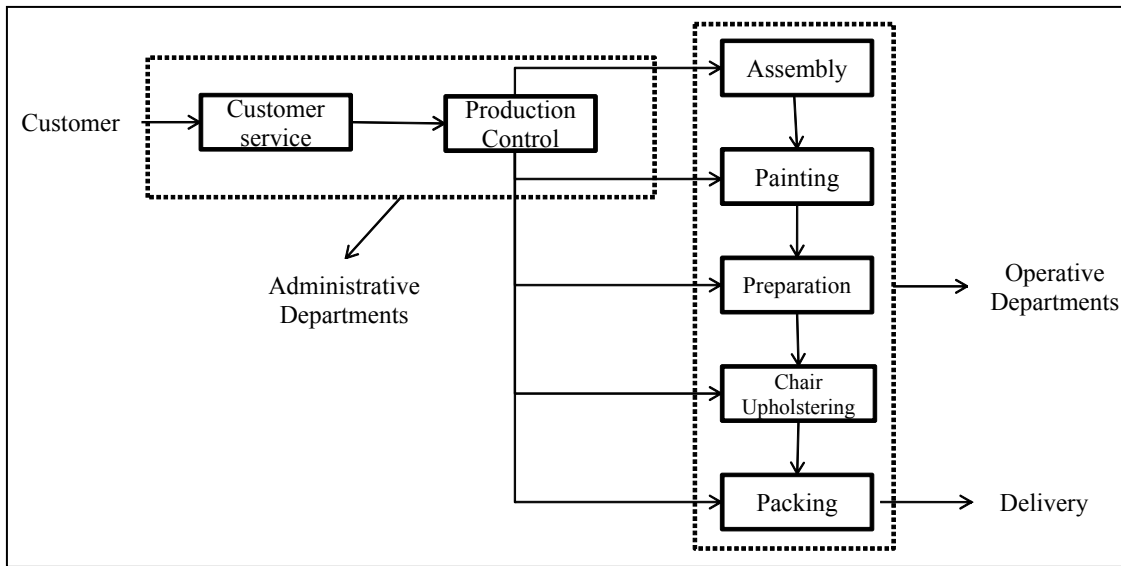 Customer
Customer
service
Production
Control
Administrative
Departments
Assembly
Painting
Preparation
Chair
Upholstering
Packing
Operative
Departments
Delivery